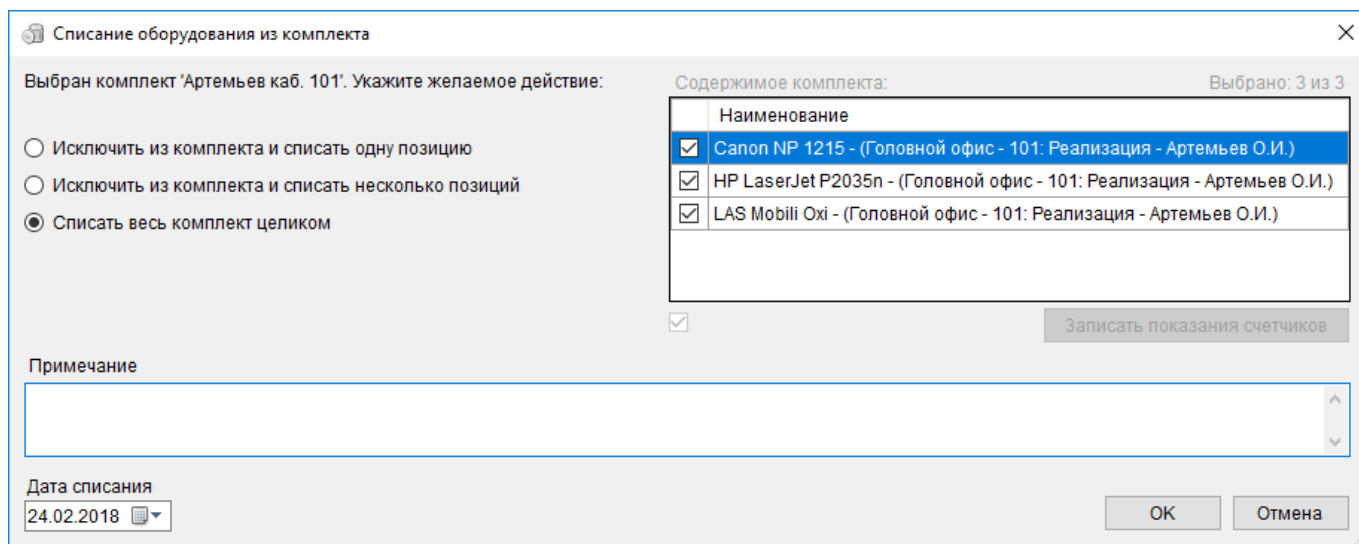 Списание оборудования из комплекта
Выбран комплект 'Артемьев каб. 101'. Укажите желаемое действие:
Исключить из комплекта и списать одну позицию
Исключить из комплекта и списать несколько позиций
Списать весь комплект целиком
Содержимое комплекта: Выбрано: 3 из 3
Наименование
Canon NP 1215 - (Головной офис - 101: Реализация - Артемьев О.И.)
HP LaserJet P2035n - (Головной офис - 101: Реализация - Артемьев О.И.)
LAS Mobili Oxi - (Головной офис - 101: Реализация - Артемьев О.И.)
Записать показания счетчиков
Примечание
Дата списания
24.02.2018
OK Отмена